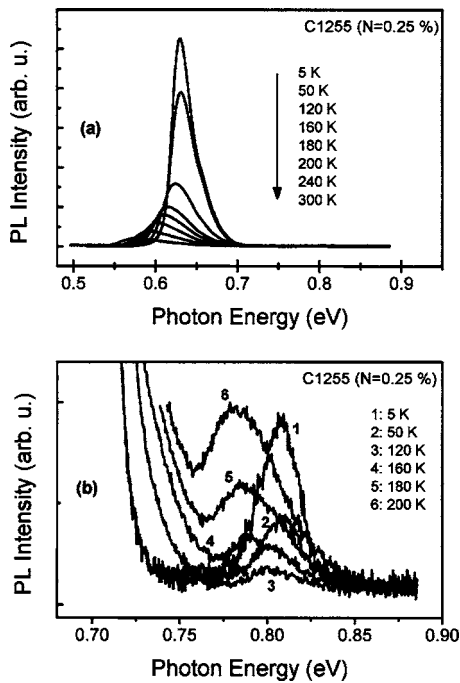 C1255 (N=0.25 %)
5 K
50 K
120 K
160 K
180 K
200 K
240 K
300 K
(a)
PL Intensity (arb. u.)
0.5 0.6 0.7 0.8 0.9
Photon Energy (eV)
C1255 (N=0.25 %)
1: 5 K
2: 50 K
3: 120 K
4: 160 K
5: 180 K
6: 200 K
6
1
5
2
4
3
(b)
PL Intensity (arb. u.)
0.70 0.75 0.80 0.85 0.90
Photon Energy (eV)